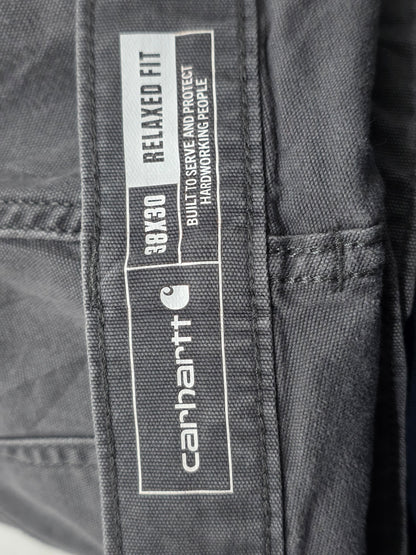 carhartt
38X30
RELAXED FIT
BUILT TO SERVE AND PROTECT
HARDWORKING PEOPLE